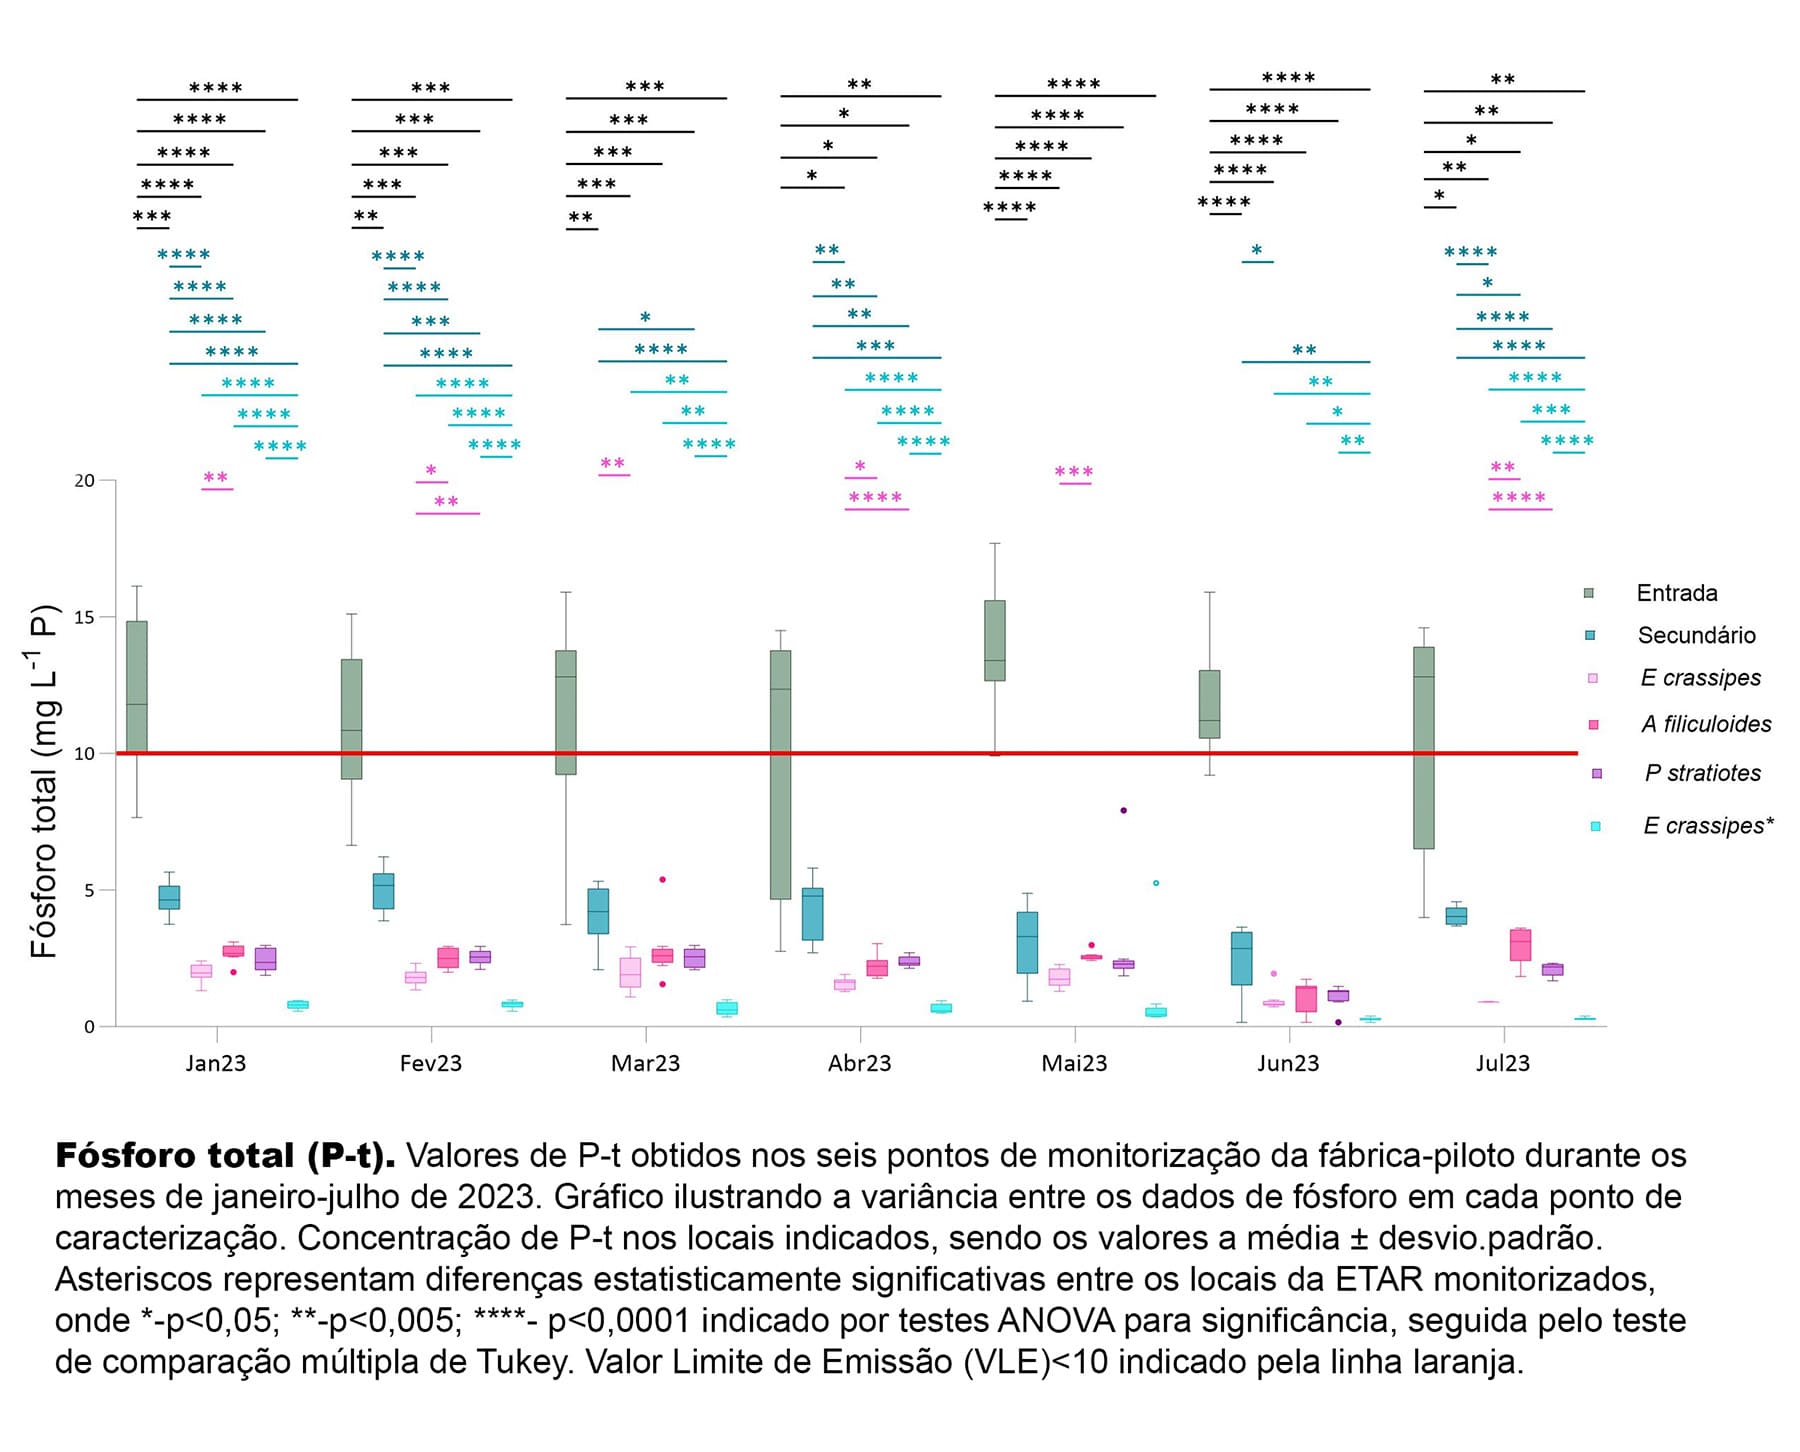 **** *** *** ** **** **** **
**** *** *** * **** **** **
**** *** *** * **** **** *
**** *** *** * **** **** **
*** ** ** **** **** *
**** **** ** * ****
**** **** ** *
**** *** * ** ****
**** **** **** *** ** ****
**** **** ** **** ** ****
**** **** ** **** * ***
**** **** **** **** ** ****
** * ** * *** **
** **** ****
Fósforo total (mg L-1 P)
20
15
10
5
0
Jan23 Fev23 Mar23 Abr23 Mai23 Jun23 Jul23
Entrada
Secundário
E crassipes
A filiculoides
P stratiotes
E crassipes*
Fósforo total (P-t). Valores de P-t obtidos nos seis pontos de monitorização da fábrica-piloto durante os
meses de janeiro-julho de 2023. Gráfico ilustrando a variância entre os dados de fósforo em cada ponto de
caracterização. Concentração de P-t nos locais indicados, sendo os valores a média ± desvio.padrão.
Asteriscos representam diferenças estatisticamente significativas entre os locais da ETAR monitorizados,
onde *-p<0,05; **-p<0,005; ****- p<0,0001 indicado por testes ANOVA para significância, seguida pelo teste
de comparação múltipla de Tukey. Valor Limite de Emissão (VLE)<10 indicado pela linha laranja.